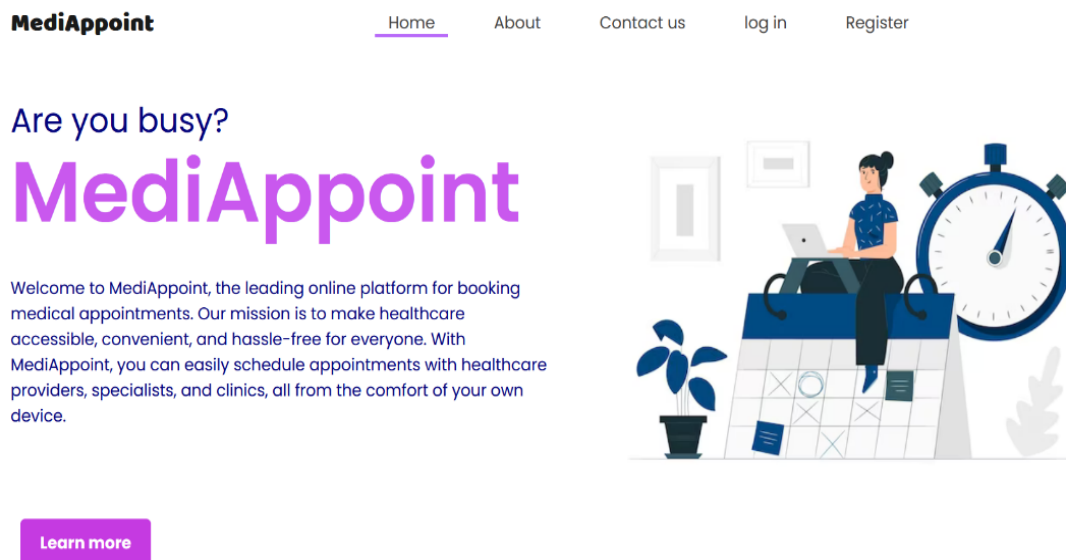 MediAppoint
Home About Contact us log in Register
Are you busy?
MediAppoint
Welcome to MediAppoint, the leading online platform for booking
medical appointments. Our mission is to make healthcare
accessible, convenient, and hassle-free for everyone. With
MediAppoint, you can easily schedule appointments with healthcare
providers, specialists, and clinics, all from the comfort of your own
device.
Learn more